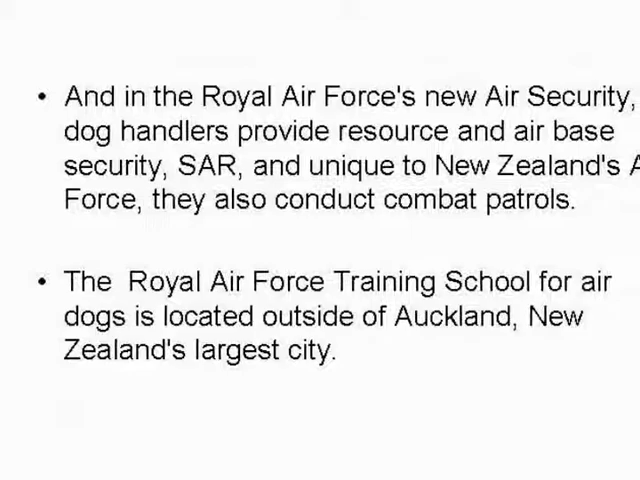 • And in the Royal Air Force's new Air Security,
dog handlers provide resource and air base
security, SAR, and unique to New Zealand's A
Force, they also conduct combat patrols.
• The Royal Air Force Training School for air
dogs is located outside of Auckland, New
Zealand's largest city.